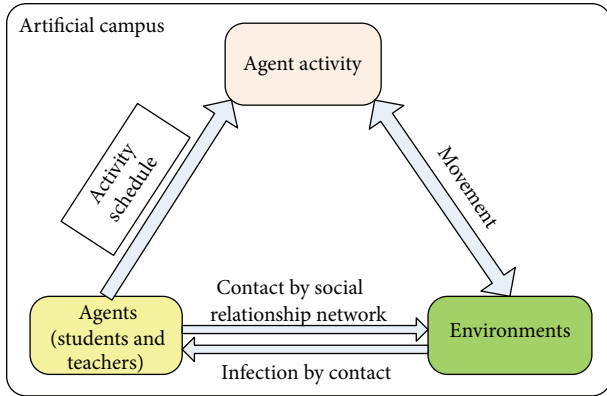 Artificial campus
Agent activity
Activity
schedule
Movement
Contact by social
relationship network
Agents
(students and
teachers)
Environments
Infection by contact